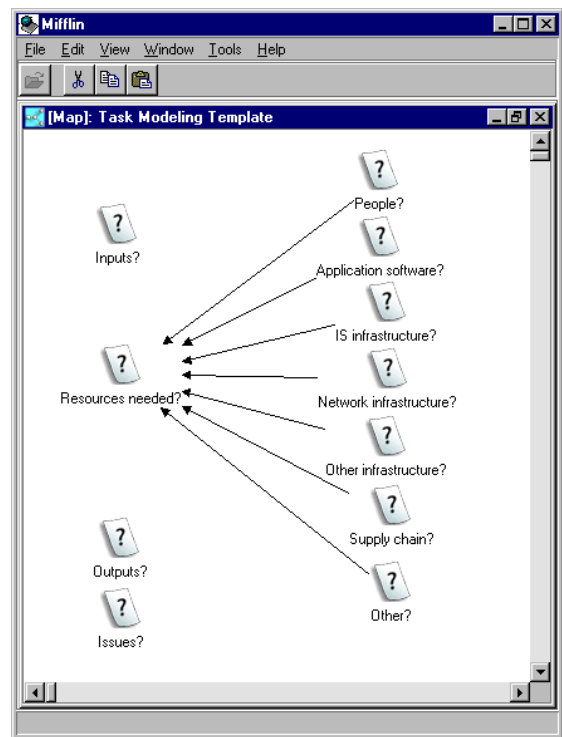 Mifflin
File Edit View Window Tools Help
[Map]: Task Modeling Template
?
People?
?
Inputs?
?
Application software?
?
IS infrastructure?
?
Resources needed?
?
Network infrastructure?
?
Other infrastructure?
?
Supply chain?
?
Outputs?
?
Other?
?
Issues?